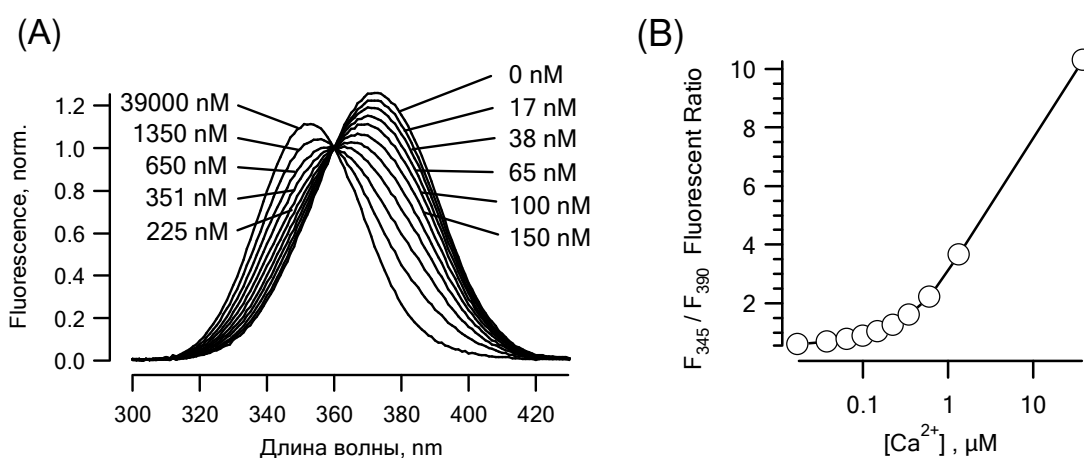 (A)
Fluorescence, norm.
1.2
1.0
0.8
0.6
0.4
0.2
0.0
39000 nM
1350 nM
650 nM
351 nM
225 nM
0 nM
17 nM
38 nM
65 nM
100 nM
150 nM
300 320 340 360 380 400 420
Длина волны, nm
(B)
F₃₄₅ / F₃₉₀ Fluorescent Ratio
10
8
6
4
2
0.1 1 10
[Ca²⁺] , µM